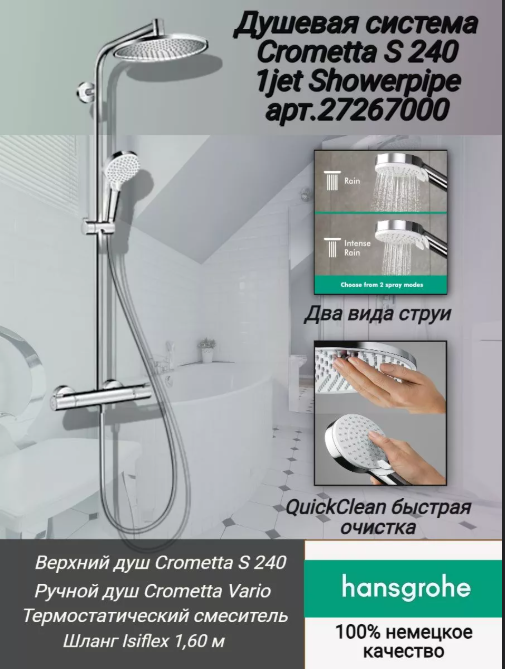 Душевая система
Crometta S 240
1jet Showerpipe
арт.27267000
Rain
Intense
Rain
Choose from 2 spray modes
Два вида струи
QuickClean быстрая
очистка
Верхний душ Crometta S 240
Ручной душ Crometta Vario
Термостатический смеситель
Шланг Isiflex 1,60 м
hansgrohe
100% немецкое
качество